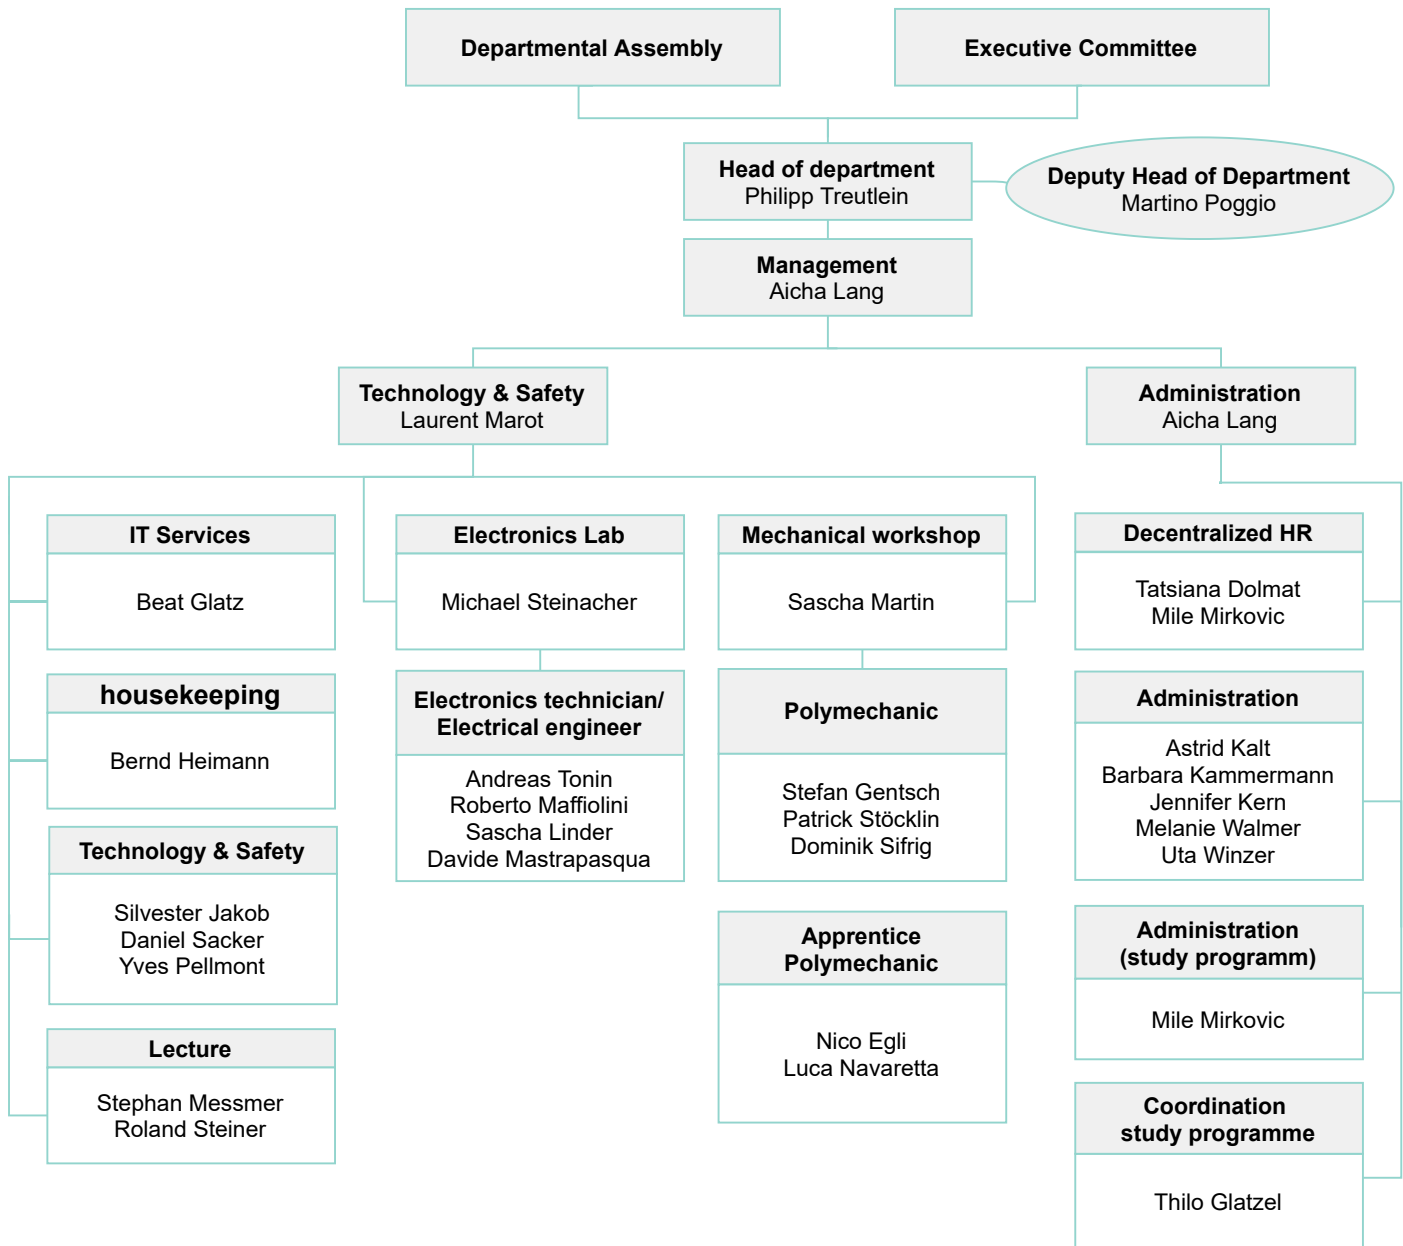 Departmental Assembly
Executive Committee
Head of department
Philipp Treutlein
Deputy Head of Department
Martino Poggio
Management
Aicha Lang
Technology & Safety
Laurent Marot
Administration
Aicha Lang
IT Services
Beat Glatz
housekeeping
Bernd Heimann
Technology & Safety
Silvester Jakob
Daniel Sacker
Yves Pellmont
Lecture
Stephan Messmer
Roland Steiner
Electronics Lab
Michael Steinacher
Electronics technician/
Electrical engineer
Andreas Tonin
Roberto Maffiolini
Sascha Linder
Davide Mastrapasqua
Mechanical workshop
Sascha Martin
Polymechanic
Stefan Gentsch
Patrick Stöcklin
Dominik Sifrig
Apprentice
Polymechanic
Nico Egli
Luca Navaretta
Decentralized HR
Tatsiana Dolmat
Mile Mirkovic
Administration
Astrid Kalt
Barbara Kammermann
Jennifer Kern
Melanie Walmer
Uta Winzer
Administration
(study programm)
Mile Mirkovic
Coordination
study programme
Thilo Glatzel